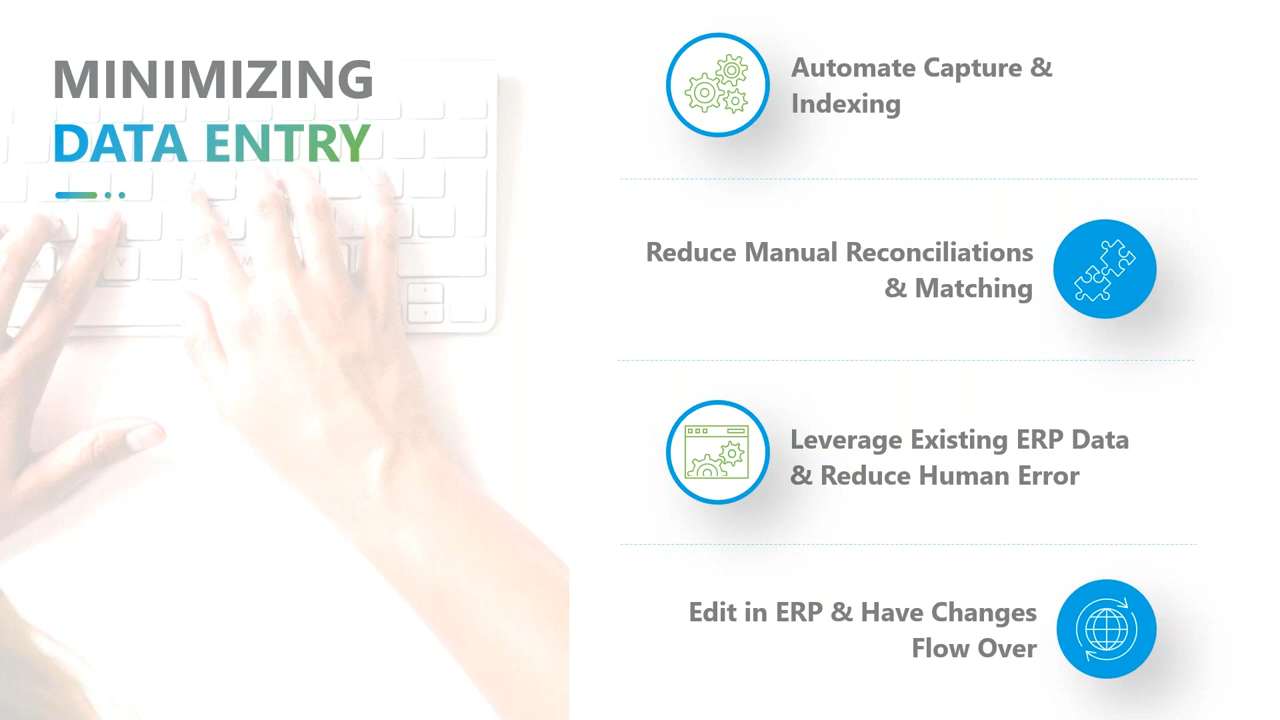 MINIMIZING
DATA ENTRY
Automate Capture &
Indexing
Reduce Manual Reconciliations
& Matching
Leverage Existing ERP Data
& Reduce Human Error
Edit in ERP & Have Changes
Flow Over